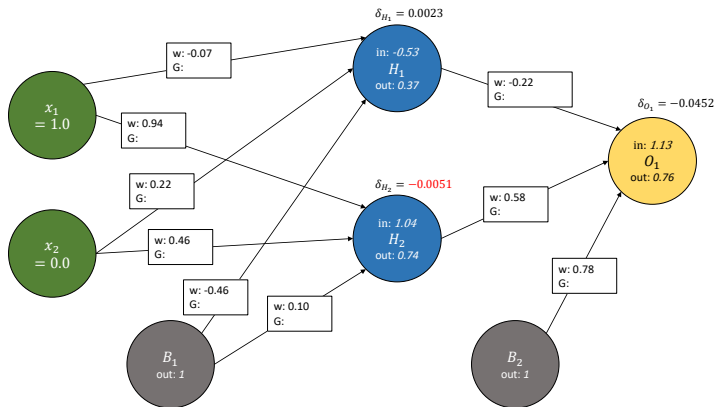 δ_{H_1} = 0.0023
w: -0.07
G:
in: -0.53
H_1
out: 0.37
w: -0.22
G:
δ_{O_1} = −0.0452
x_1
= 1.0
w: 0.94
G:
in: 1.13
O_1
out: 0.76
w: 0.22
G:
δ_{H_2} = −0.0051
w: 0.58
G:
x_2
= 0.0
w: 0.46
G:
in: 1.04
H_2
out: 0.74
w: -0.46
G:
w: 0.10
G:
w: 0.78
G:
B_1
out: 1
B_2
out: 1